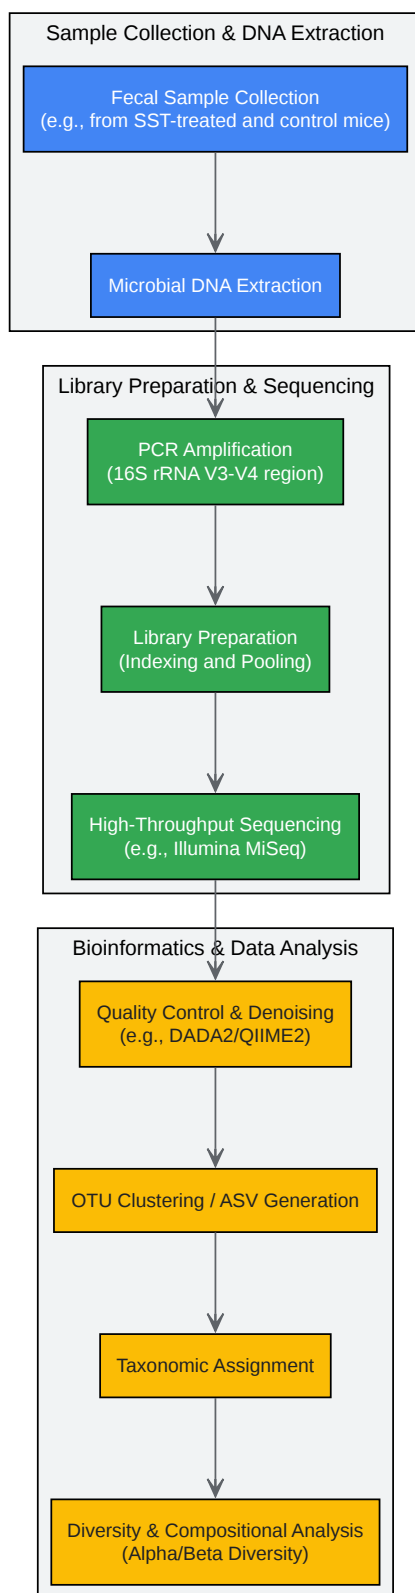 Sample Collection & DNA Extraction
Fecal Sample Collection
(e.g., from SST-treated and control mice)
Microbial DNA Extraction
Library Preparation & Sequencing
PCR Amplification
(16S rRNA V3-V4 region)
Library Preparation
(Indexing and Pooling)
High-Throughput Sequencing
(e.g., Illumina MiSeq)
Bioinformatics & Data Analysis
Quality Control & Denoising
(e.g., DADA2/QIIME2)
OTU Clustering / ASV Generation
Taxonomic Assignment
Diversity & Compositional Analysis
(Alpha/Beta Diversity)